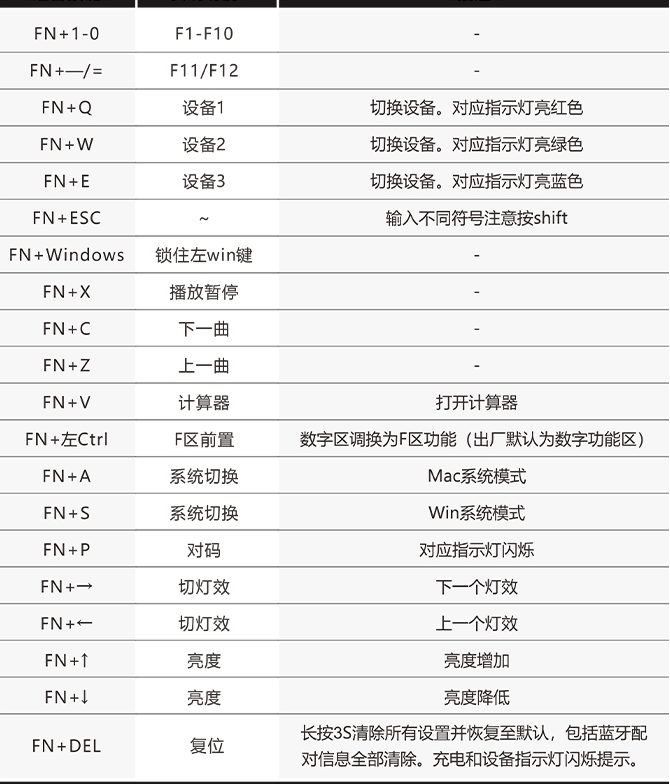 FN+1-0 F1-F10 -
FN+—/= F11/F12 -
FN+Q 设备1 切换设备。对应指示灯亮红色
FN+W 设备2 切换设备。对应指示灯亮绿色
FN+E 设备3 切换设备。对应指示灯亮蓝色
FN+ESC ~ 输入不同符号注意按shift
FN+Windows 锁住左win键 -
FN+X 播放暂停 -
FN+C 下一曲 -
FN+Z 上一曲 -
FN+V 计算器 打开计算器
FN+左Ctrl F区前置 数字区调换为F区功能（出厂默认为数字功能区）
FN+A 系统切换 Mac系统模式
FN+S 系统切换 Win系统模式
FN+P 对码 对应指示灯闪烁
FN+→ 切灯效 下一个灯效
FN+← 切灯效 上一个灯效
FN+↑ 亮度 亮度增加
FN+↓ 亮度 亮度降低
FN+DEL 复位 长按3S清除所有设置并恢复至默认，包括蓝牙配
对信息全部清除。充电和设备指示灯闪烁提示。